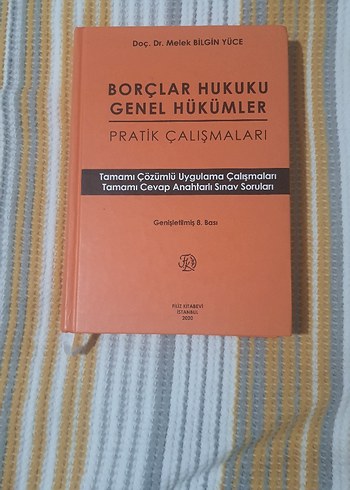 Doç. Dr. Melek BİLGİN YÜCE
BORÇLAR HUKUKU
GENEL HÜKÜMLER
PRATİK ÇALIŞMALARI
Tamamı Çözümlü Uygulama Çalışmaları
Tamamı Cevap Anahtarlı Sınav Soruları
Genişletilmiş 8. Bası
FİLİZ KİTABEVİ
İSTANBUL
2020